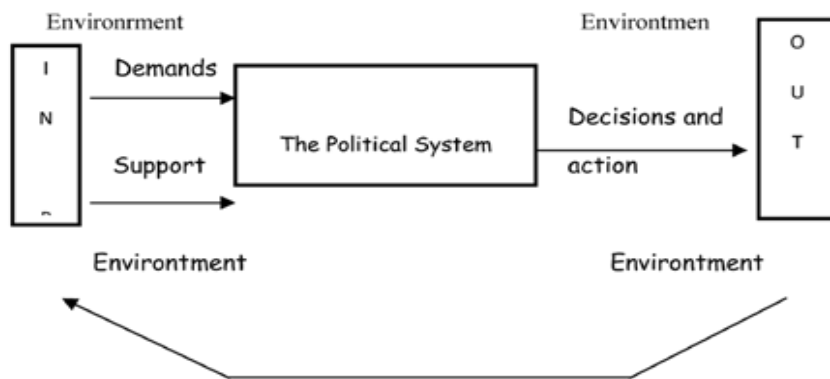 Environrment
Environtmen
I
N
Demands
Support
The Political System
Decisions and
action
O
U
T
Environtment
Environtment